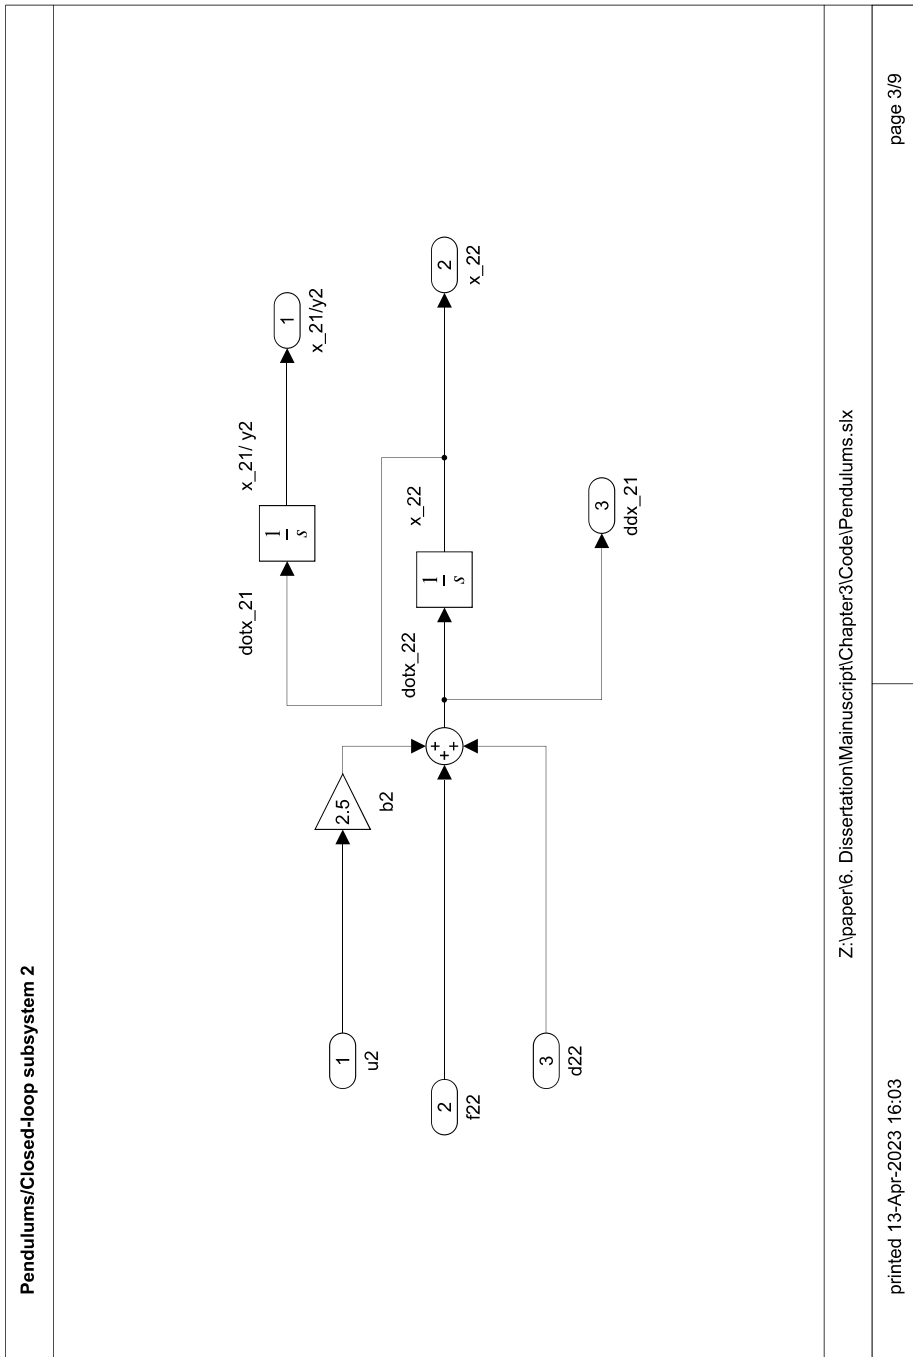 Pendulums/Closed-loop subsystem 2
dotx_21
1
s
x_21/ y2
1
x_21/y2
1
u2
2.5
b2
2
f22
+
+
+
dotx_22
1
s
x_22
2
x_22
3
d22
3
ddx_21
Z:\paper\6. Dissertation\Mainuscript\Chapter3\Code\Pendulums.slx
printed 13-Apr-2023 16:03
page 3/9